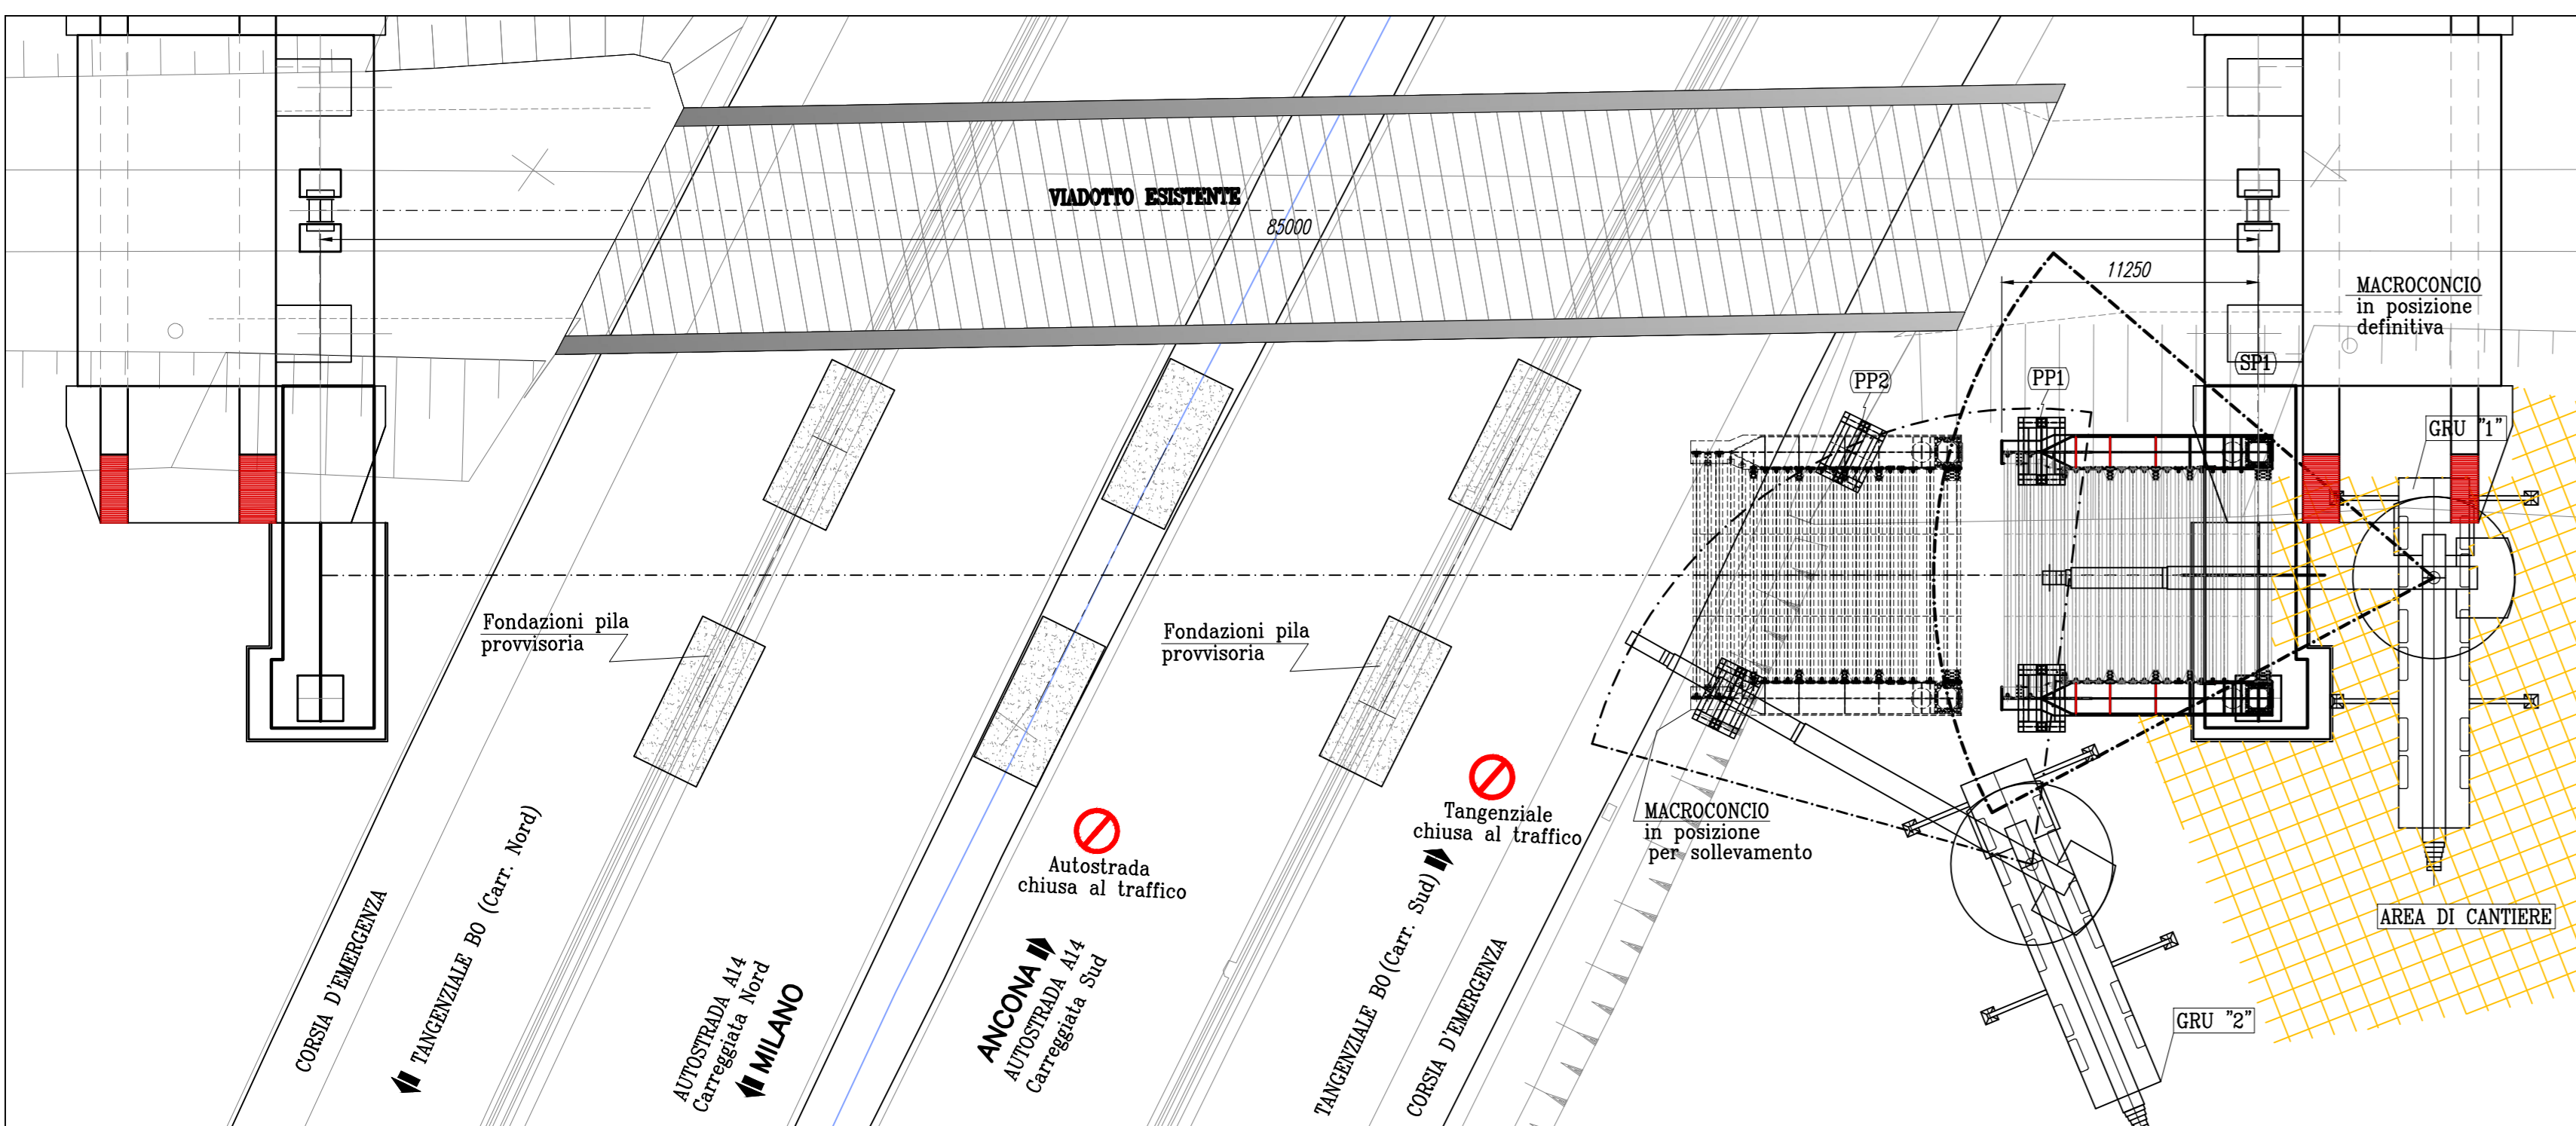 VIADOTTO ESISTENTE
85000
11250
MACROCONCIO
in posizione
definitiva
SP1
PP2
PP1
GRU "1"
Fondazioni pila
provvisoria
Fondazioni pila
provvisoria
Autostrada
chiusa al traffico
Tangenziale
chiusa al traffico
MACROCONCIO
in posizione
per sollevamento
AREA DI CANTIERE
GRU "2"
CORSIA D'EMERGENZA
TANGENZIALE BO (Carr. Nord)
AUTOSTRADA A14
Carreggiata Nord
MILANO
ANCONA
AUTOSTRADA A14
Carreggiata Sud
TANGENZIALE BO (Carr. Sud)
CORSIA D'EMERGENZA